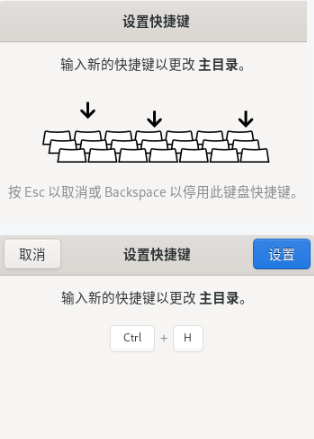 设置快捷键
输入新的快捷键以更改 主目录。
按 Esc 以取消或 Backspace 以停用此键盘快捷键。
取消 设置快捷键 设置
输入新的快捷键以更改 主目录。
Ctrl + H